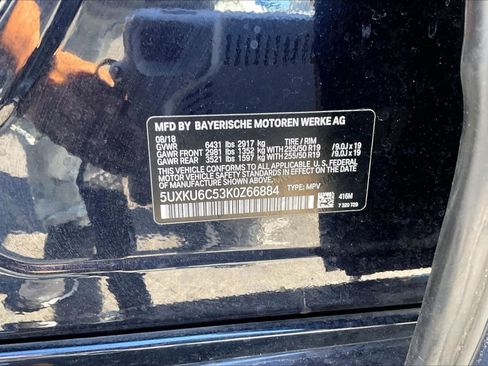 MFD BY BAYERISCHE MOTOREN WERKE AG
08/18
GVWR 6431 lbs 2917 kg TIRE / RIM
GAWR FRONT 2981 lbs 1352 kg WITH 255/50 R19 /9.0J x 19
GAWR REAR 3521 lbs 1597 kg WITH 255/50 R19 /9.0J x 19
THIS VEHICLE CONFORMS TO ALL APPLICABLE U. S. FEDERAL
MOTOR VEHICLE SAFETY STANDARDS IN EFFECT ON
THE DATE OF MANUFACTURE SHOWN ABOVE.
5UXKU6C53K0Z66884 TYPE: MPV
416M
7 320 729